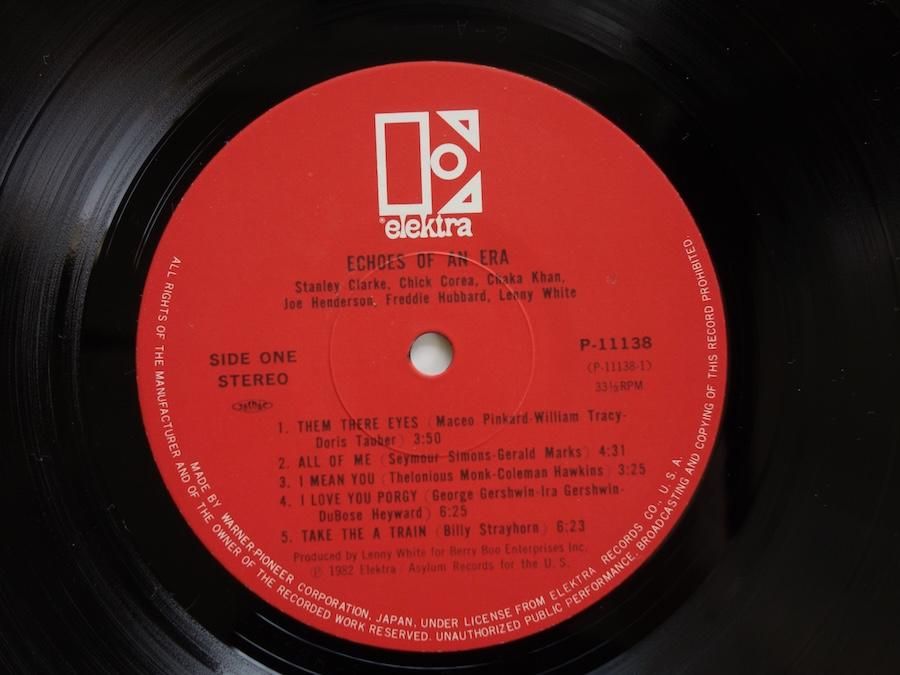 ® elektra
ECHOES OF AN ERA
Stanley Clarke, Chick Corea, Chaka Khan,
Joe Henderson, Freddie Hubbard, Lenny White
SIDE ONE
STEREO
P-11138
(P-11138-1)
33⅓RPM
1. THEM THERE EYES (Maceo Pinkard-William Tracy-
Doris Tauber) 3:50
2. ALL OF ME (Seymour Simons-Gerald Marks) 4:31
3. I MEAN YOU (Thelonious Monk-Coleman Hawkins) 3:25
4. I LOVE YOU PORGY (George Gershwin-Ira Gershwin-
DuBose Heyward) 6:25
5. TAKE THE A TRAIN (Billy Strayhorn) 6:23
Produced by Lenny White for Berry Boo Enterprises Inc.
℗ 1982 Elektra / Asylum Records for the U. S.
ALL RIGHTS OF THE MANUFACTURER AND OF THE OWNER OF THE RECORDED WORK RESERVED. UNAUTHORIZED PUBLIC PERFORMANCE, BROADCASTING AND COPYING OF THIS RECORD PROHIBITED.
MADE BY WARNER-PIONEER CORPORATION, JAPAN, UNDER LICENSE FROM ELEKTRA RECORDS CO., U. S. A.